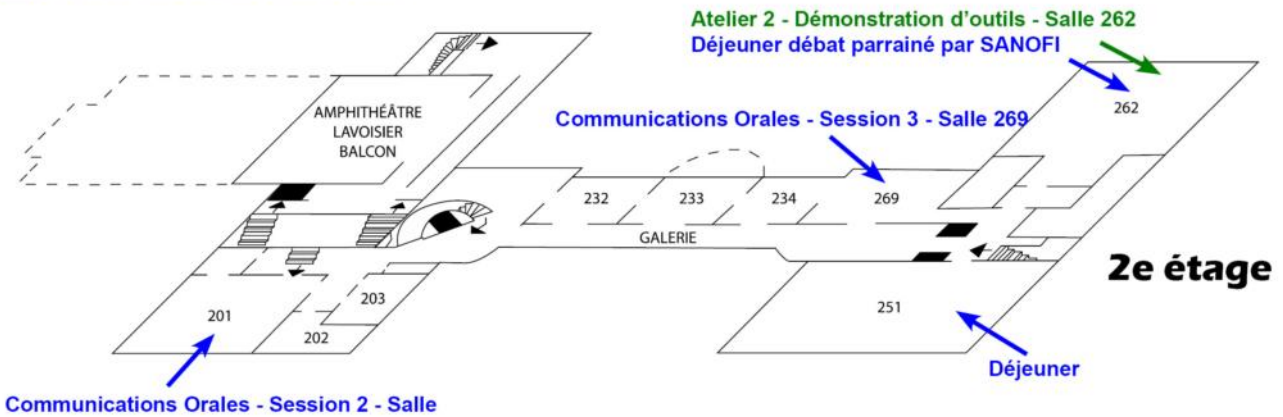 Atelier 2 - Démonstration d'outils - Salle 262
Déjeuner débat parrainé par SANOFI
262
AMPHITHÉÂTRE
LAVOISIER
BALCON
Communications Orales - Session 3 - Salle 269
232
233
234
269
GALERIE
2e étage
203
201
202
251
Déjeuner
Communications Orales - Session 2 - Salle